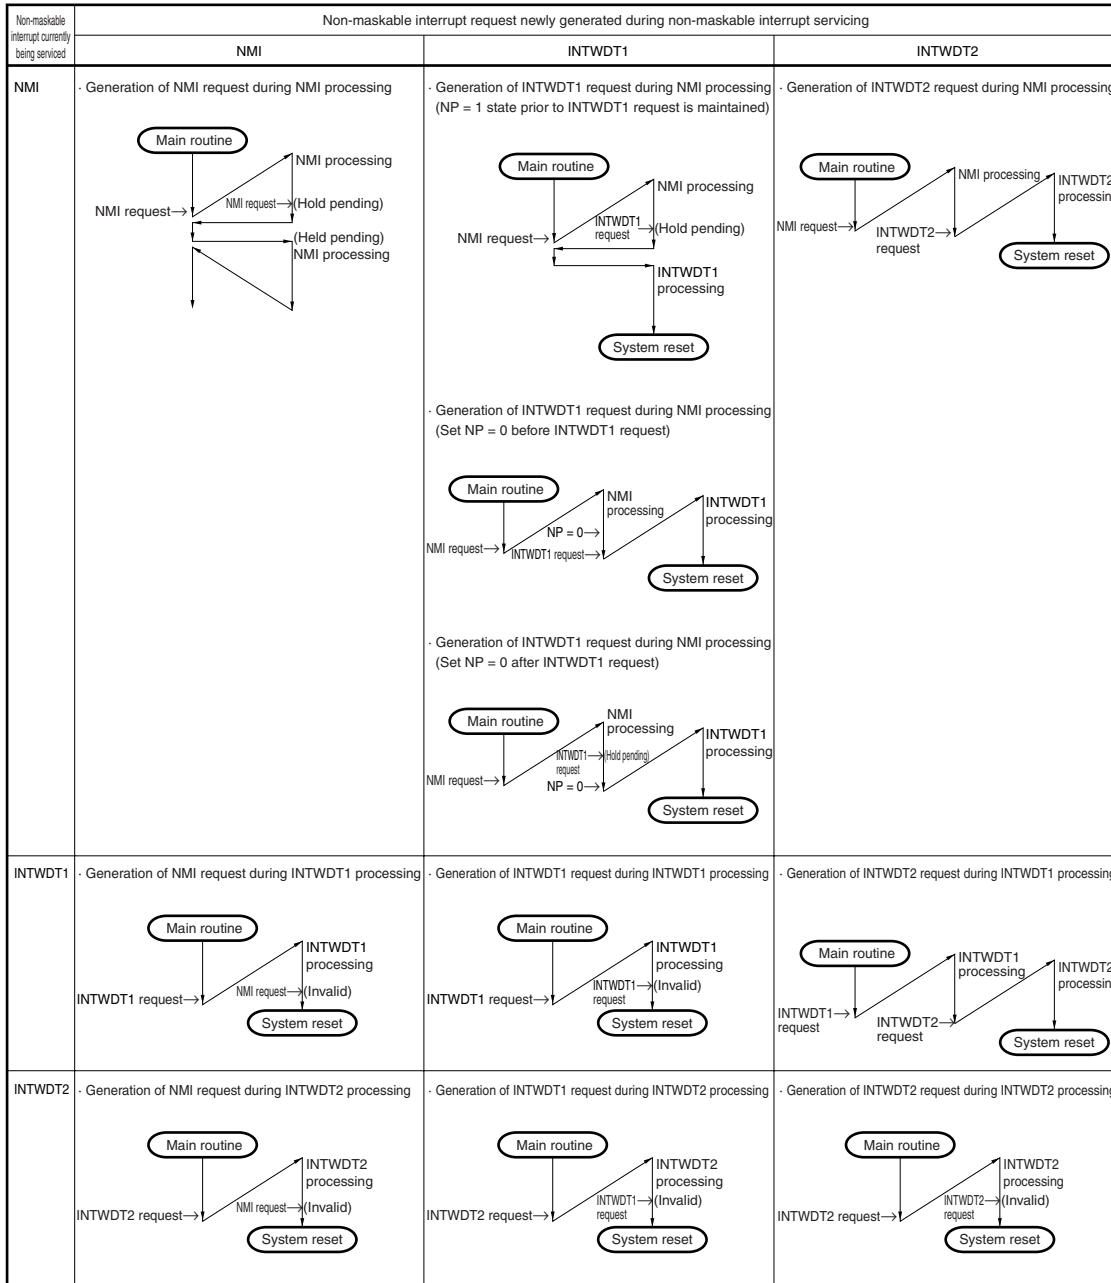 Non-maskable
interrupt currently
being serviced
Non-maskable interrupt request newly generated during non-maskable interrupt servicing
NMI
INTWDT1
INTWDT2
NMI
· Generation of NMI request during NMI processing
Main routine
NMI processing
NMI request
NMI request
(Hold pending)
(Held pending)
NMI processing
· Generation of INTWDT1 request during NMI processing
(NP = 1 state prior to INTWDT1 request is maintained)
Main routine
NMI processing
INTWDT1
request
(Hold pending)
NMI request
INTWDT1
processing
System reset
· Generation of INTWDT1 request during NMI processing
(Set NP = 0 before INTWDT1 request)
Main routine
NMI
processing
INTWDT1
processing
NP = 0
NMI request
INTWDT1 request
System reset
· Generation of INTWDT1 request during NMI processing
(Set NP = 0 after INTWDT1 request)
Main routine
NMI
processing
INTWDT1
processing
INTWDT1
request
(Hold pending)
NMI request
NP = 0
System reset
· Generation of INTWDT2 request during NMI processing
Main routine
NMI processing
INTWDT2
processin
NMI request
INTWDT2
request
System reset
INTWDT1
· Generation of NMI request during INTWDT1 processing
Main routine
INTWDT1
processing
NMI request
(Invalid)
INTWDT1 request
System reset
· Generation of INTWDT1 request during INTWDT1 processing
Main routine
INTWDT1
processing
INTWDT1
request
(Invalid)
INTWDT1 request
System reset
· Generation of INTWDT2 request during INTWDT1 processing
Main routine
INTWDT1
processing
INTWDT2
processin
INTWDT1
request
INTWDT2
request
System reset
INTWDT2
· Generation of NMI request during INTWDT2 processing
Main routine
INTWDT2
processing
NMI request
(Invalid)
INTWDT2 request
System reset
· Generation of INTWDT1 request during INTWDT2 processing
Main routine
INTWDT2
processing
INTWDT1
request
(Invalid)
INTWDT2 request
System reset
· Generation of INTWDT2 request during INTWDT2 processing
Main routine
INTWDT2
processing
INTWDT2
request
(Invalid)
INTWDT2 request
System reset